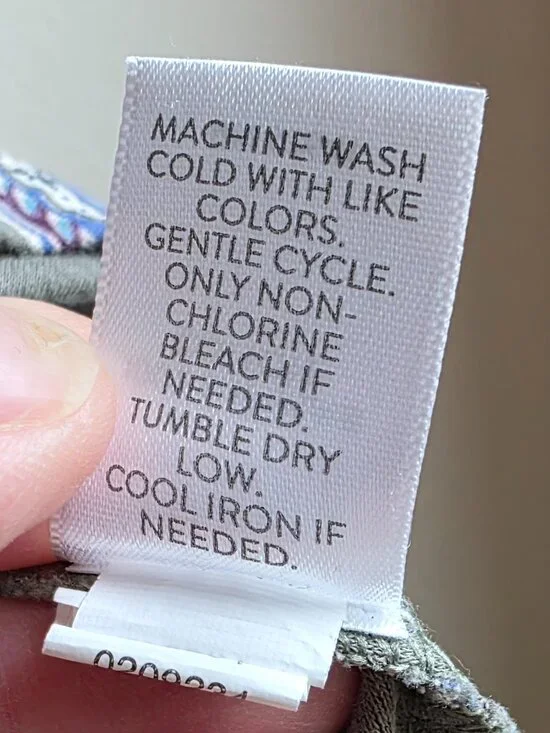 MACHINE WASH
COLD WITH LIKE
COLORS.
GENTLE CYCLE.
ONLY NON-
CHLORINE
BLEACH IF
NEEDED.
TUMBLE DRY
LOW.
COOL IRON IF
NEEDED.